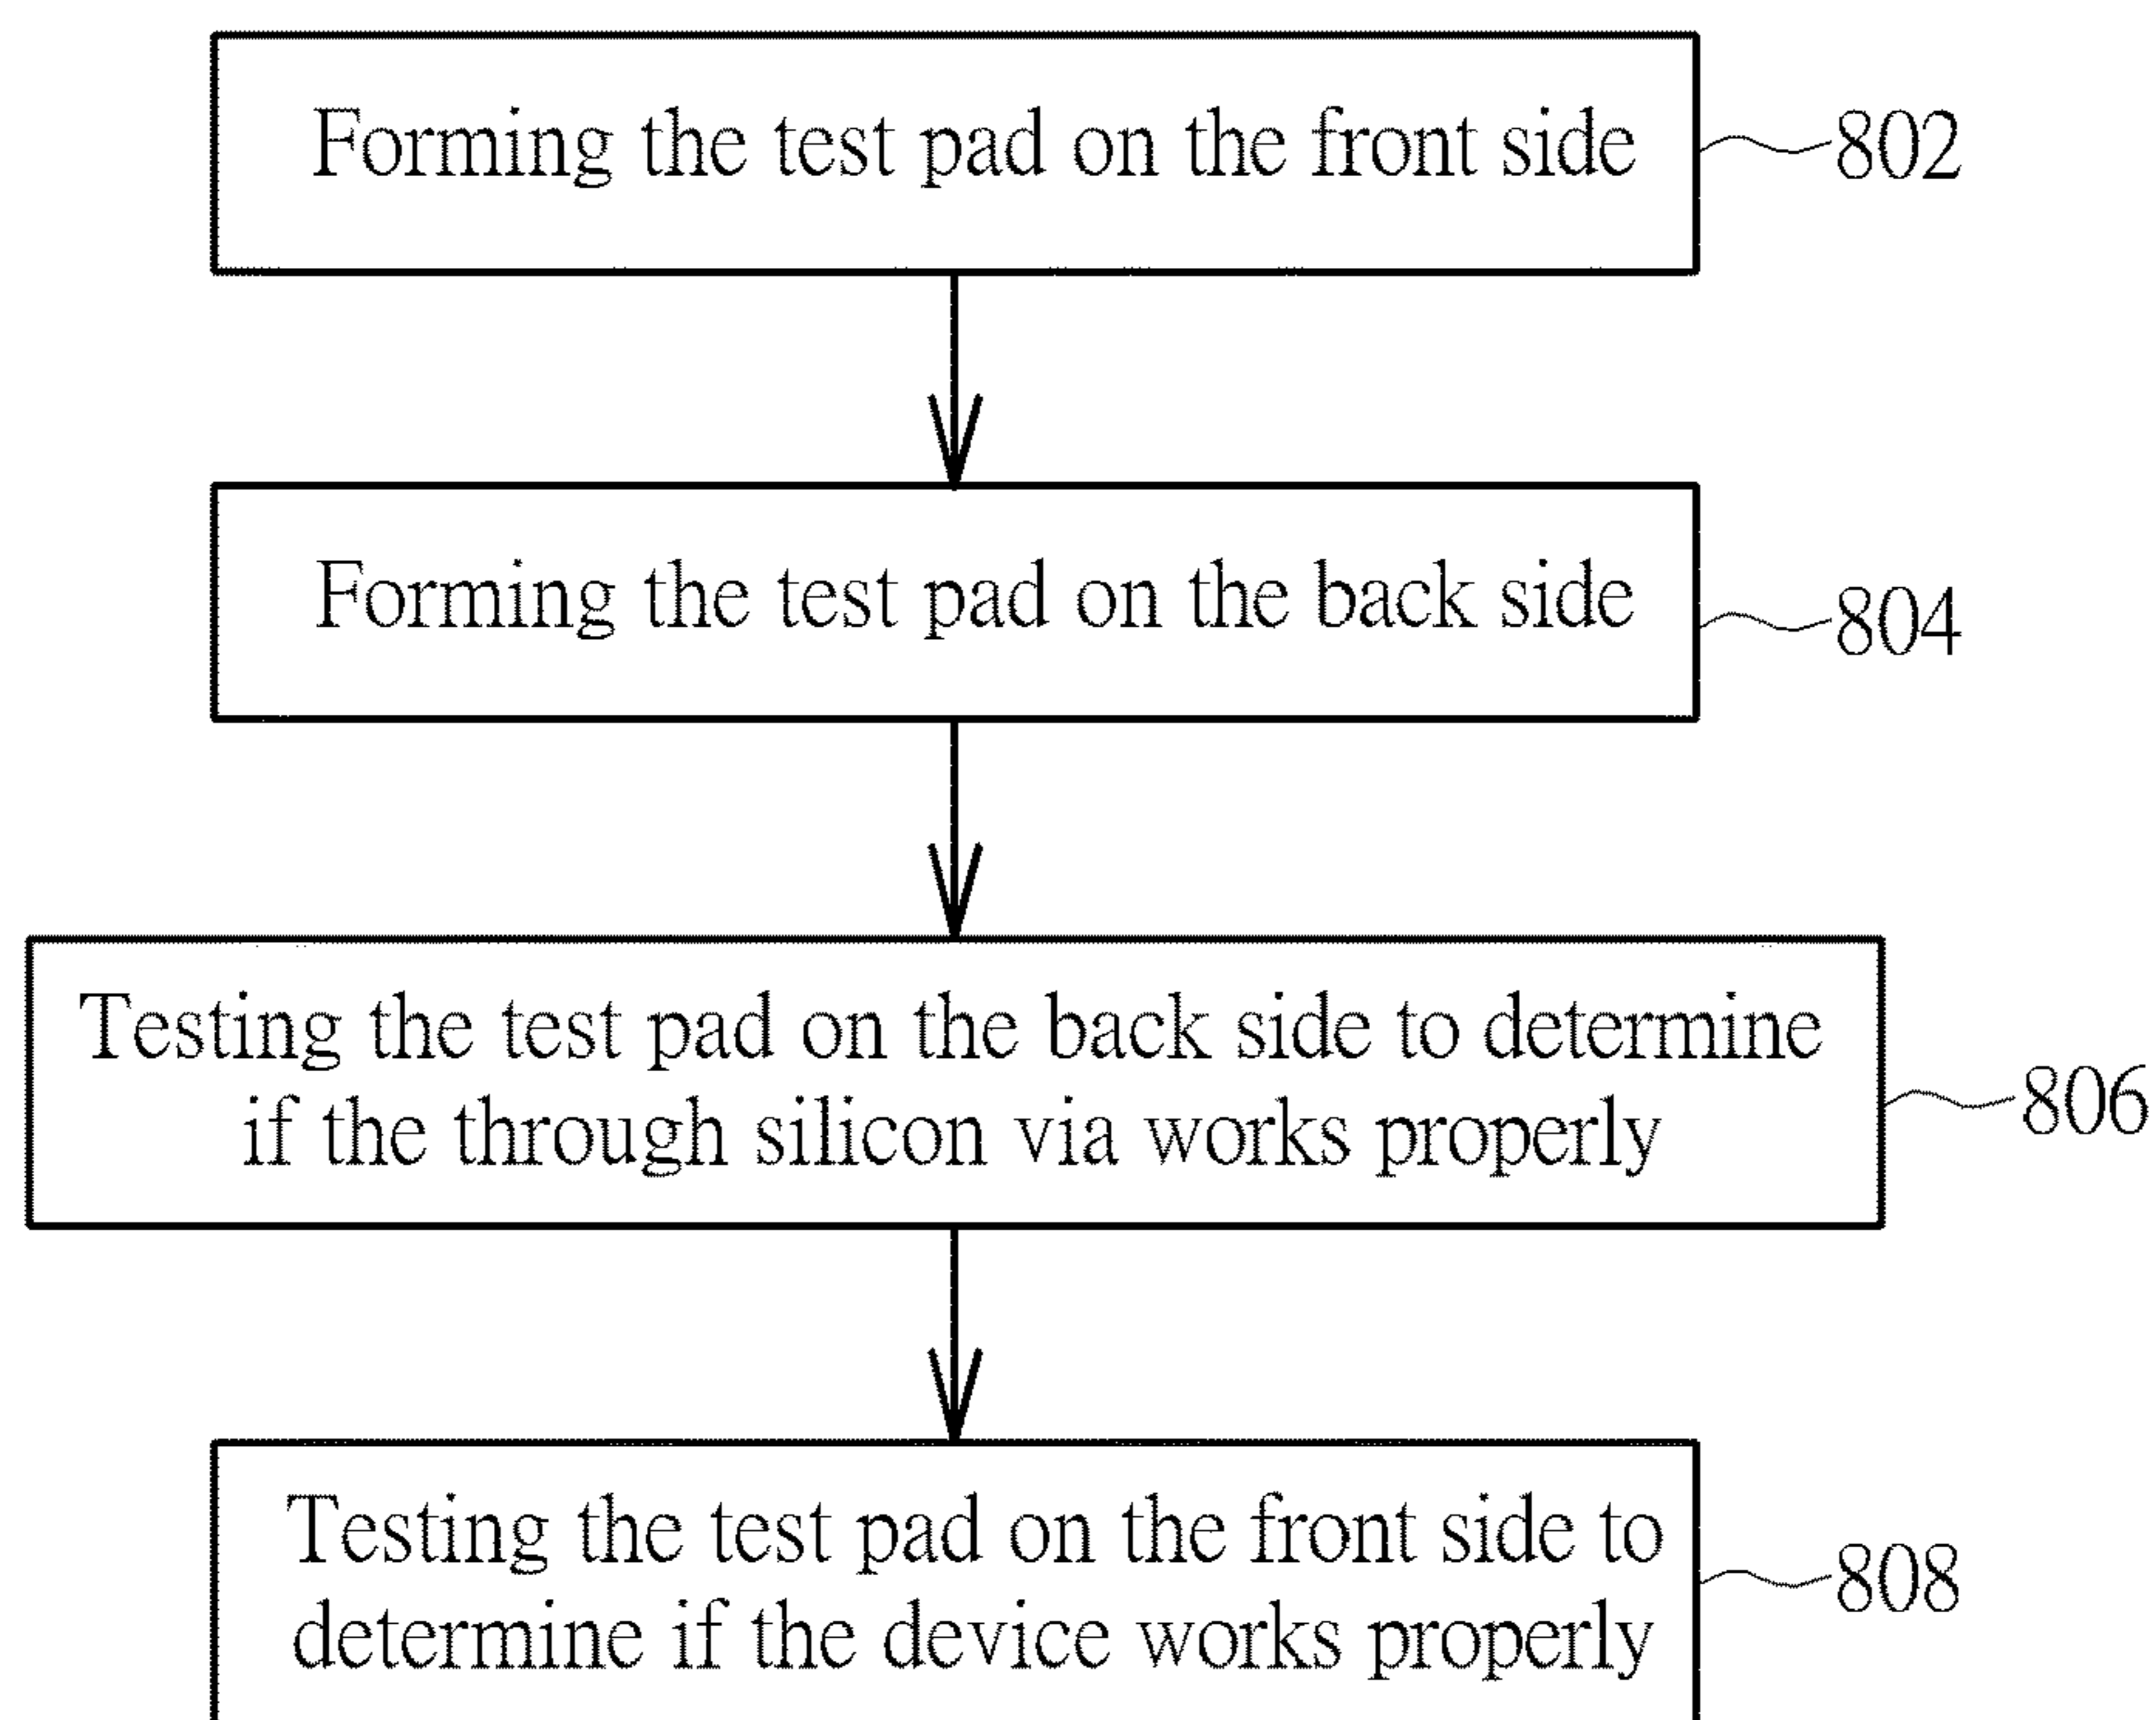 Forming the test pad on the front side
802
Forming the test pad on the back side
804
Testing the test pad on the back side to determine
if the through silicon via works properly
806
Testing the test pad on the front side to
determine if the device works properly
808